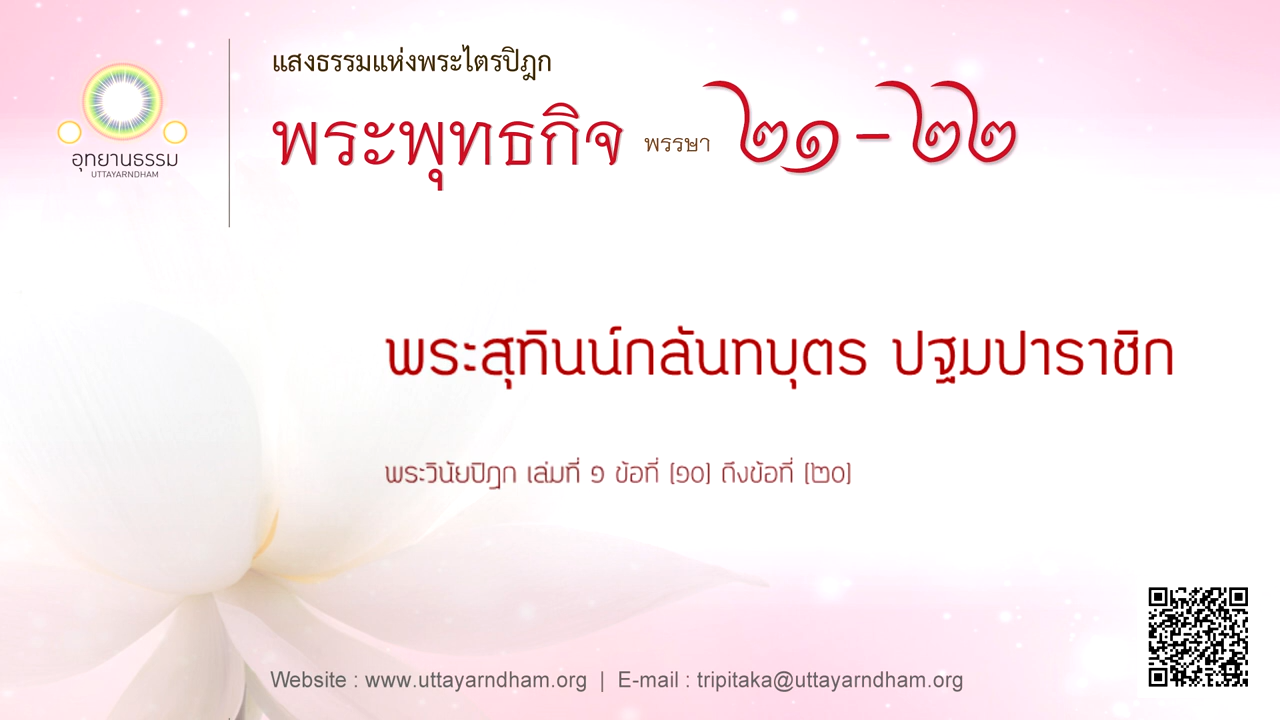 แสงธรรมแห่งพระไตรปิฎก
พระพุทธกิจ พรรษา ๒๑ - ๒๒
อุทยานธรรม
UTTAYARNDHAM
พระสุทินน์กลันทบุตร ปฐมปาราชิก
พระวินัยปิฎก เล่มที่ ๑ ข้อที่ [๑๐] ถึงข้อที่ [๒๐]
Website : www.uttayarndham.org | E-mail : tripitaka@uttayarndham.org